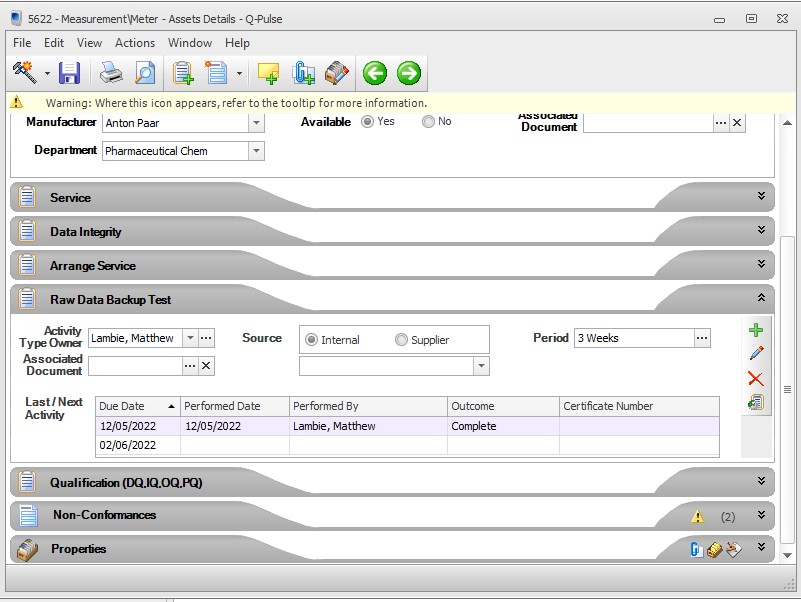 5622 - Measurement\Meter - Assets Details - Q-Pulse
File Edit View Actions Window Help
Warning: Where this icon appears, refer to the tooltip for more information.
Manufacturer Anton Paar Available Yes No Associated
Document
Department Pharmaceutical Chem
Service
Data Integrity
Arrange Service
Raw Data Backup Test
Activity
Type Owner Lambie, Matthew Source Internal Supplier Period 3 Weeks
Associated
Document
Last / Next
Activity
Due Date Performed Date Performed By Outcome Certificate Number
12/05/2022 12/05/2022 Lambie, Matthew Complete
02/06/2022
Qualification (DQ,IQ,OQ,PQ)
Non-Conformances (2)
Properties